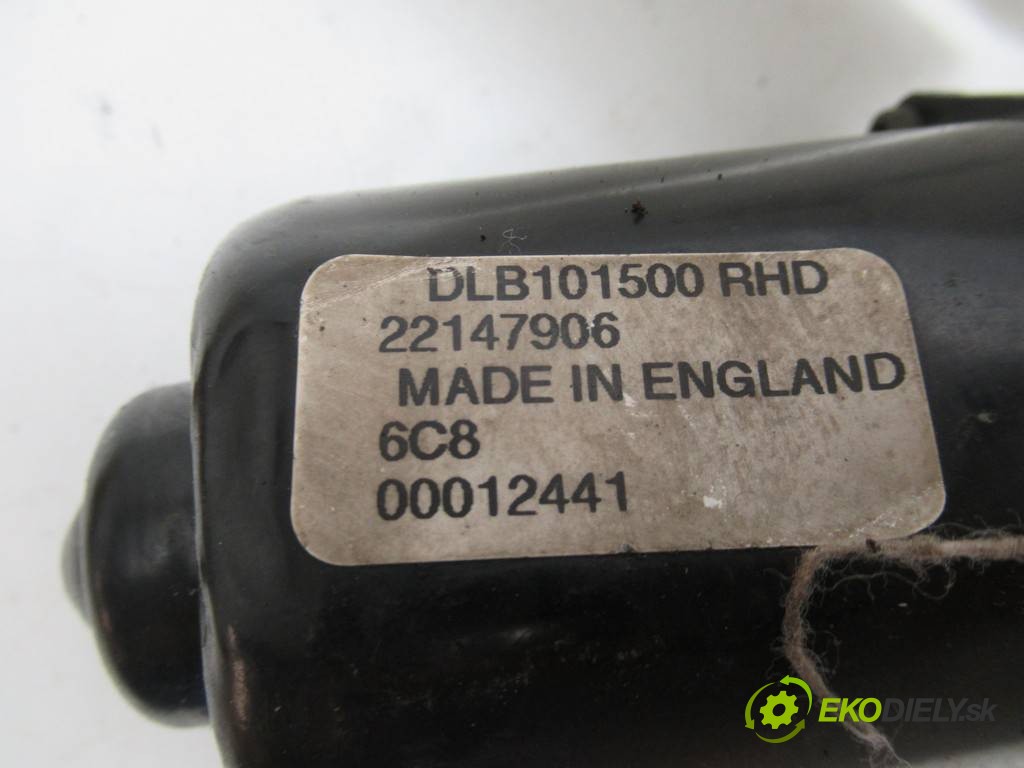 DLB101500 RHD
22147906
MADE IN ENGLAND
6C8
00012441
EKODIELY.sk